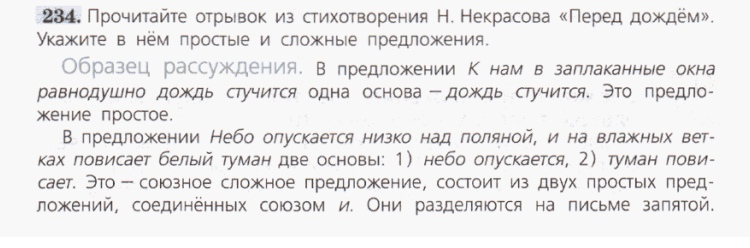 234. Прочитайте отрывок из стихотворения Н. Некрасова «Перед дождём».
Укажите в нём простые и сложные предложения.
Образец рассуждения. В предложении К нам в заплаканные окна
равнодушно дождь стучится одна основа — дождь стучится. Это предло-
жение простое.
В предложении Небо опускается низко над поляной, и на влажных вет-
ках повисает белый туман две основы: 1) небо опускается, 2) туман пови-
сает. Это — союзное сложное предложение, состоит из двух простых пред-
ложений, соединённых союзом и. Они разделяются на письме запятой.